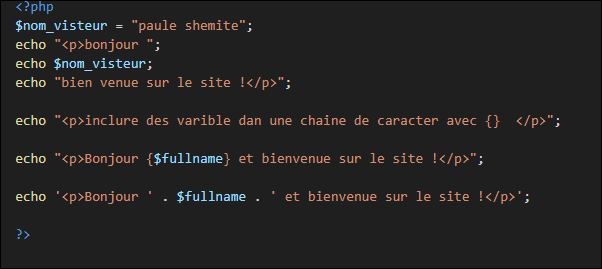 <?php
$nom_visteur = "paule shemite";
echo "<p>bonjour ";
echo $nom_visteur;
echo "bien venue sur le site !</p>";
echo "<p>inclure des varible dan une chaine de caracter avec {}  </p>";
echo "<p>Bonjour {$fullname} et bienvenue sur le site !</p>";
echo '<p>Bonjour ' . $fullname . ' et bienvenue sur le site !</p>';
?>